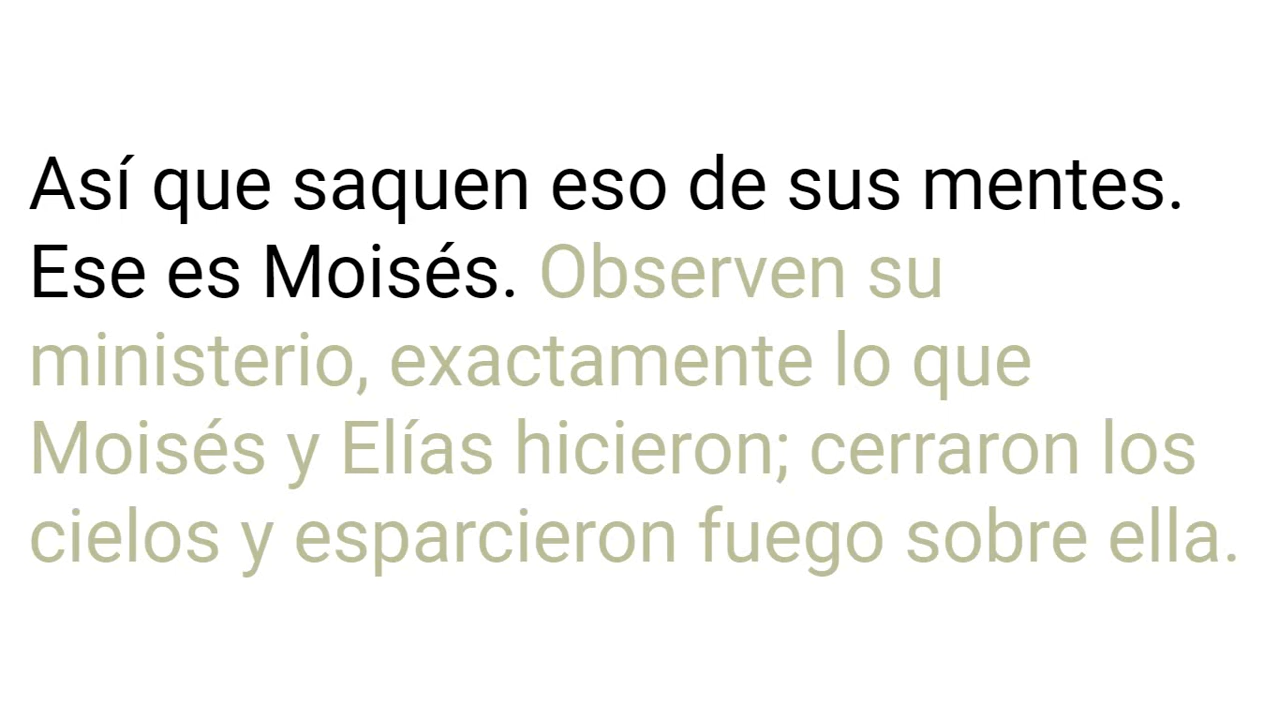 Así que saquen eso de sus mentes.
Ese es Moisés. Observen su
ministerio, exactamente lo que
Moisés y Elías hicieron; cerraron los
cielos y esparcieron fuego sobre ella.